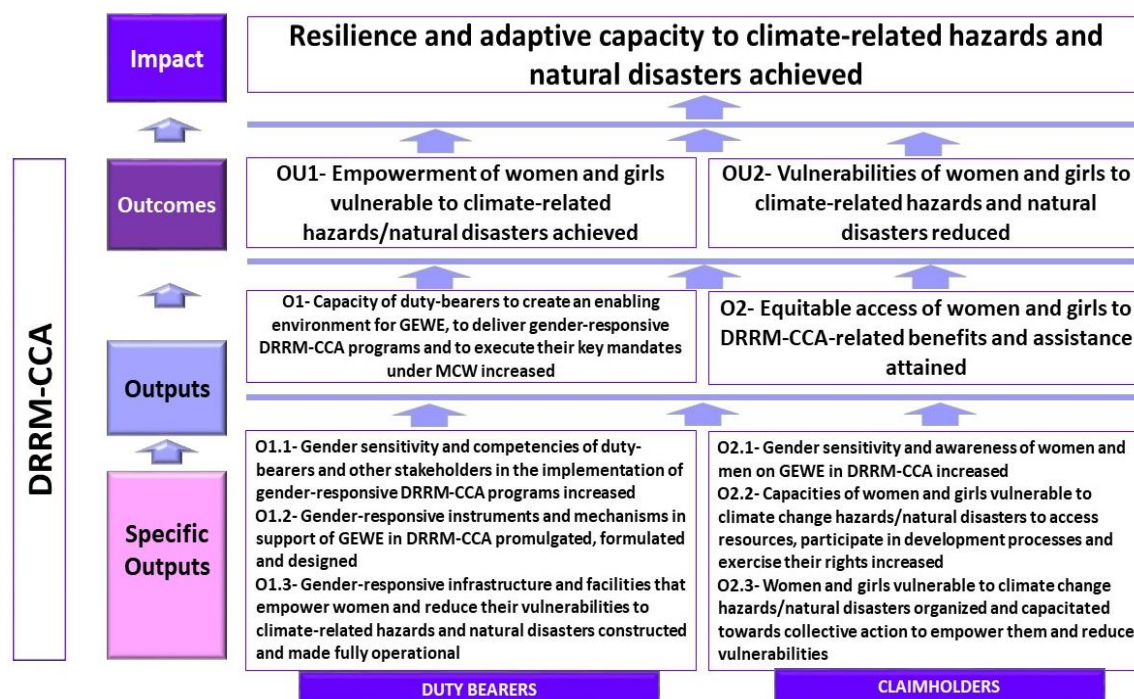 Impact
Resilience and adaptive capacity to climate-related hazards and
natural disasters achieved
DRRM-CCA
Outcomes
OU1- Empowerment of women and girls
vulnerable to climate-related
hazards/natural disasters achieved
OU2- Vulnerabilities of women and girls to
climate-related hazards and natural
disasters reduced
Outputs
O1- Capacity of duty-bearers to create an enabling
environment for GEWE, to deliver gender-responsive
DRRM-CCA programs and to execute their key mandates
under MCW increased
O2- Equitable access of women and girls to
DRRM-CCA-related benefits and assistance
attained
Specific
Outputs
O1.1- Gender sensitivity and competencies of duty-
bearers and other stakeholders in the implementation of
gender-responsive DRRM-CCA programs increased
O1.2- Gender-responsive instruments and mechanisms in
support of GEWE in DRRM-CCA promulgated, formulated
and designed
O1.3- Gender-responsive infrastructure and facilities that
empower women and reduce their vulnerabilities to
climate-related hazards and natural disasters constructed
and made fully operational
O2.1- Gender sensitivity and awareness of women and
men on GEWE in DRRM-CCA increased
O2.2- Capacities of women and girls vulnerable to
climate change hazards/natural disasters to access
resources, participate in development processes and
exercise their rights increased
O2.3- Women and girls vulnerable to climate change
hazards/natural disasters organized and capacitated
towards collective action to empower them and reduce
vulnerabilities
DUTY BEARERS
CLAIMHOLDERS